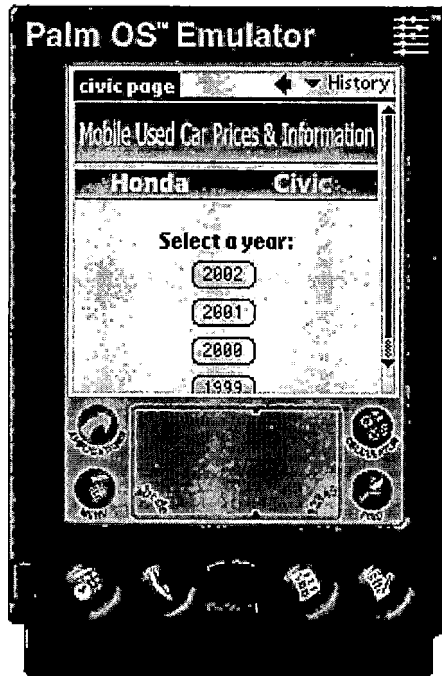 Palm OS™ Emulator
civic page
History
Mobile Used Car Prices & Information
Honda Civic
Select a year:
2002
2001
2000
1999